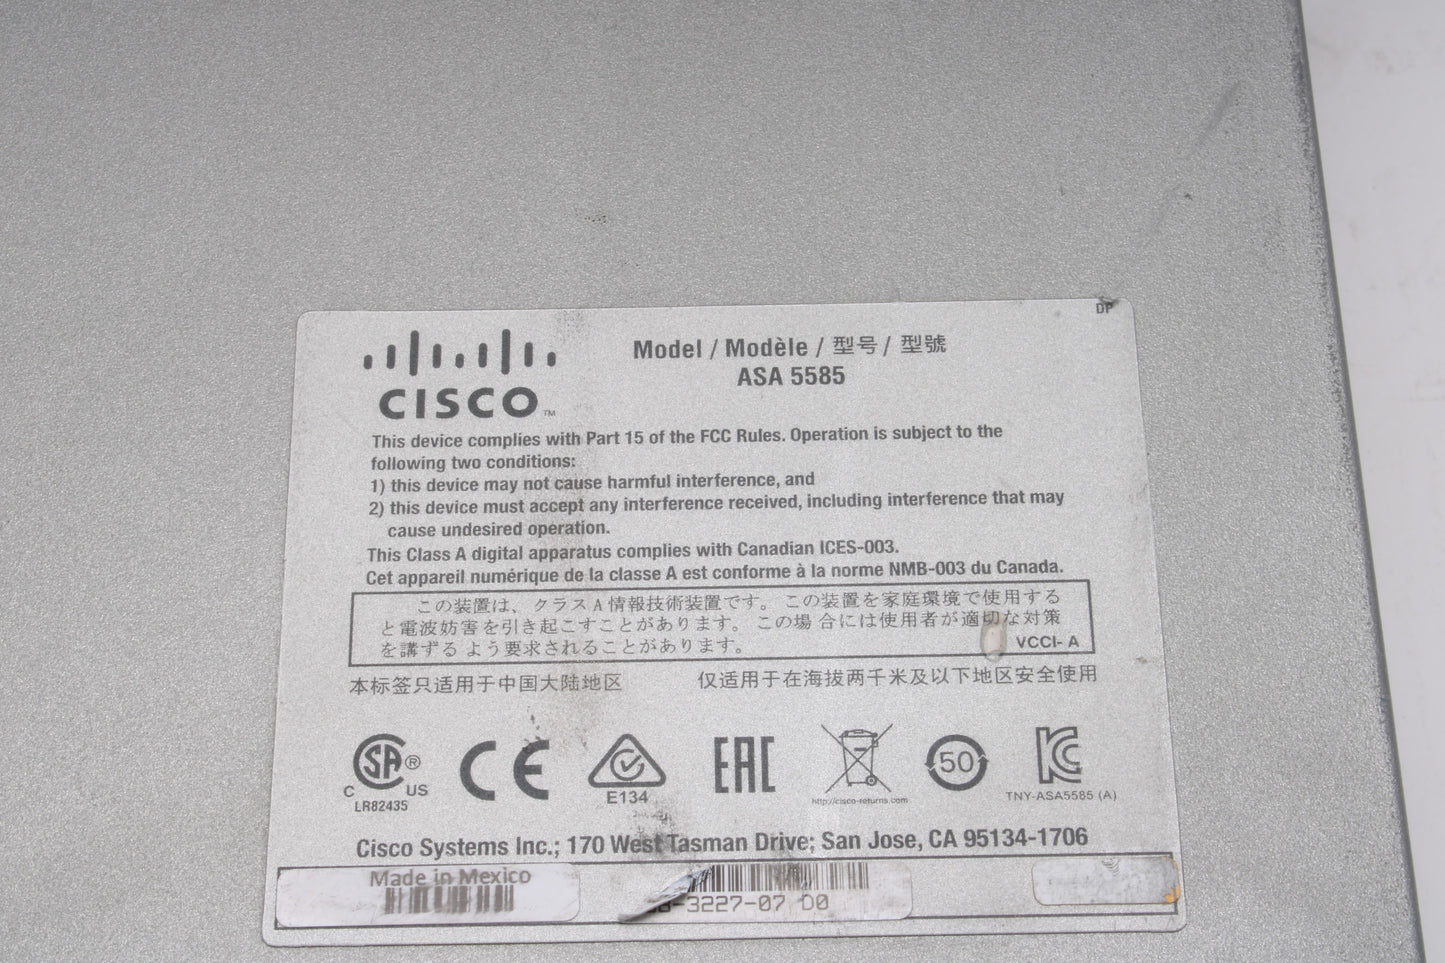 DP
CISCO™
Model / Modèle / 型号 / 型號
ASA 5585
This device complies with Part 15 of the FCC Rules. Operation is subject to the
following two conditions:
1) this device may not cause harmful interference, and
2) this device must accept any interference received, including interference that may
cause undesired operation.
This Class A digital apparatus complies with Canadian ICES-003.
Cet appareil numérique de la classe A est conforme à la norme NMB-003 du Canada.
この装置は、クラス A 情報技術装置です。この装置を家庭環境で使用する
と電波妨害を引き起こすことがあります。この場合には使用者が適切な対策
を講ずるよう要求されることがあります。
VCCI- A
本标签只适用于中国大陆地区 仅适用于在海拔两千米及以下地区安全使用
C SA ® US
LR82435
CE
E134
EAC
http://cisco-returns.com
50
KC
TNY-ASA5585 (A)
Cisco Systems Inc.; 170 West Tasman Drive; San Jose, CA 95134-1706
Made in Mexico
-3227-07 D0